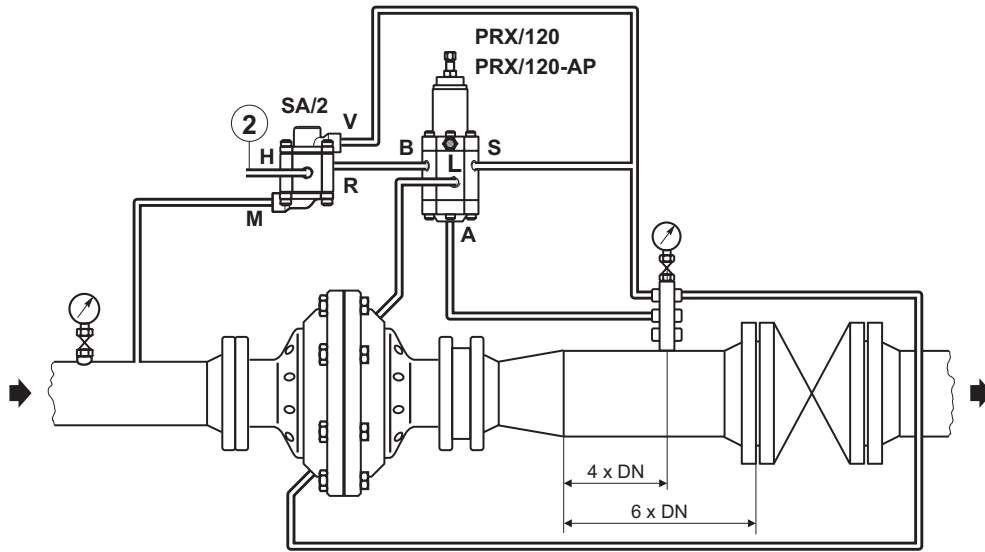 PRX/120
PRX/120-AP
SA/2
2
V
H
B
S
L
R
M
A
4 x DN
6 x DN